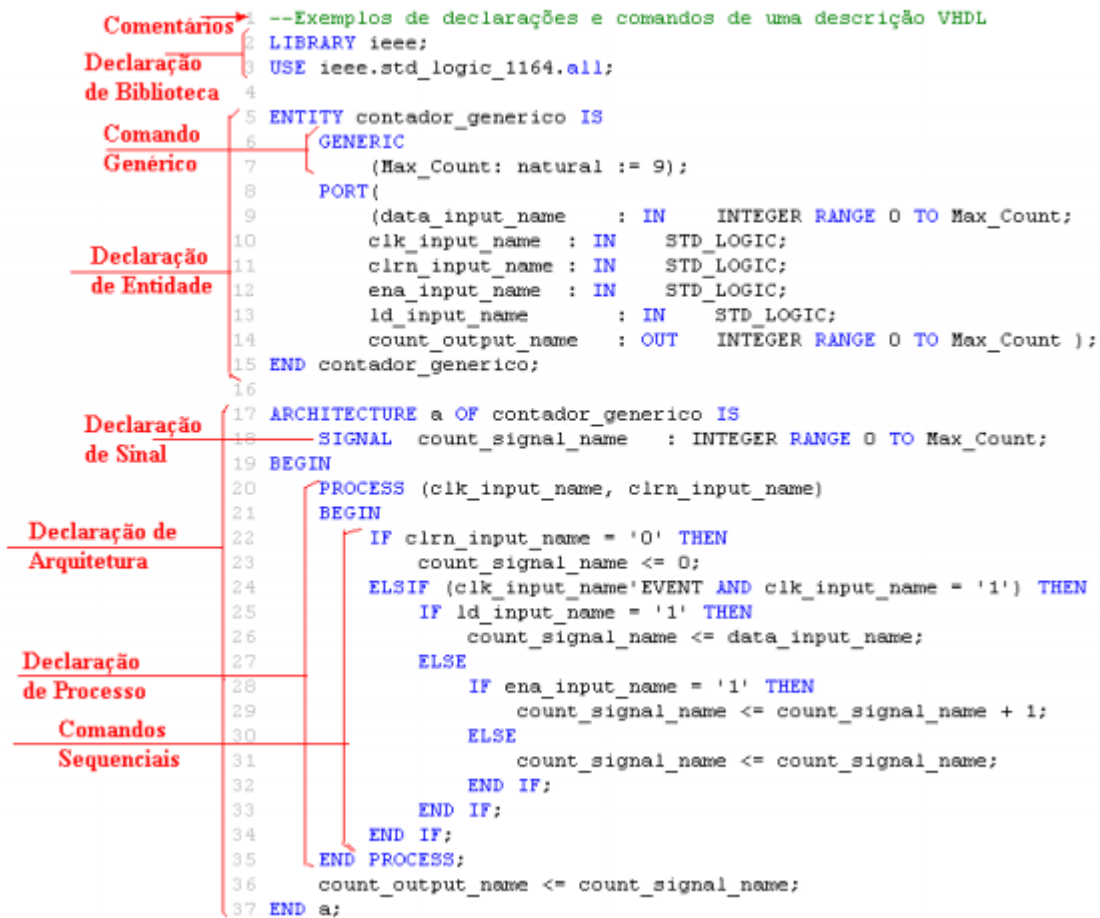 Comentários
1 --Exemplos de declarações e comandos de uma descrição VHDL
2 LIBRARY ieee;
Declaração
de Biblioteca
3 USE ieee.std_logic_1164.all;
4
5 ENTITY contador_generico IS
Comando
Genérico
6 GENERIC
7 (Max_Count: natural := 9);
8 PORT(
9 (data_input_name : IN INTEGER RANGE 0 TO Max_Count;
10 clk_input_name : IN STD_LOGIC;
Declaração
de Entidade
11 clrn_input_name : IN STD_LOGIC;
12 ena_input_name : IN STD_LOGIC;
13 ld_input_name : IN STD_LOGIC;
14 count_output_name : OUT INTEGER RANGE 0 TO Max_Count );
15 END contador_generico;
16
17 ARCHITECTURE a OF contador_generico IS
Declaração
de Sinal
18 SIGNAL count_signal_name : INTEGER RANGE 0 TO Max_Count;
19 BEGIN
20 PROCESS (clk_input_name, clrn_input_name)
21 BEGIN
Declaração de
Arquitetura
22 IF clrn_input_name = '0' THEN
23 count_signal_name <= 0;
24 ELSIF (clk_input_name'EVENT AND clk_input_name = '1') THEN
25 IF ld_input_name = '1' THEN
26 count_signal_name <= data_input_name;
Declaração
de Processo
27 ELSE
28 IF ena_input_name = '1' THEN
29 count_signal_name <= count_signal_name + 1;
Comandos
Sequenciais
30 ELSE
31 count_signal_name <= count_signal_name;
32 END IF;
33 END IF;
34 END IF;
35 END PROCESS;
36 count_output_name <= count_signal_name;
37 END a;